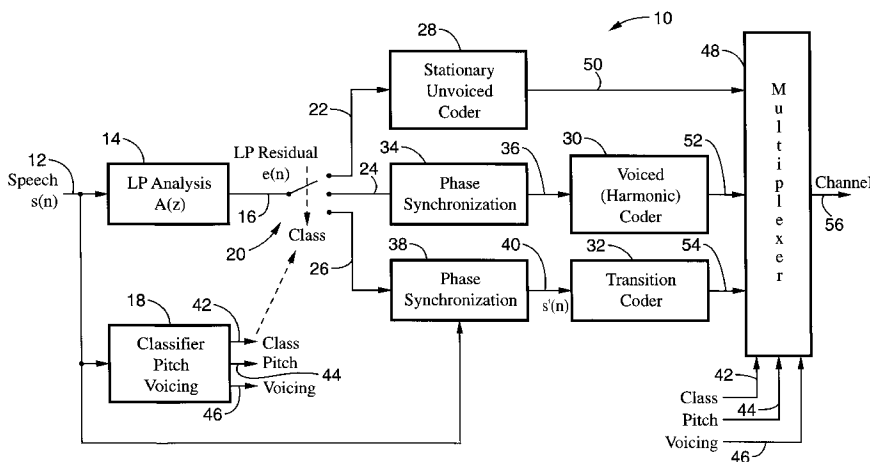 10
28
Stationary
Unvoiced
Coder
50
48
Multiplexer
22
12
Speech
s(n)
14
LP Analysis
A(z)
16
LP Residual
e(n)
20
Class
24
34
Phase
Synchronization
36
30
Voiced
(Harmonic)
Coder
52
Channel
56
26
38
Phase
Synchronization
40
s'(n)
32
Transition
Coder
54
18
Classifier
Pitch
Voicing
42
Class
Pitch
44
Voicing
46
42
Class
Pitch
44
Voicing
46